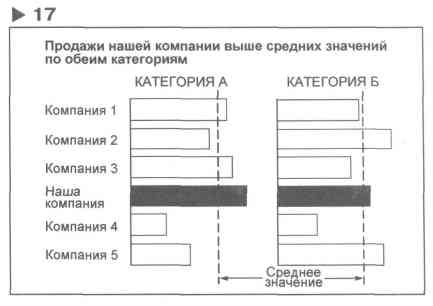 ▶ 17
Продажи нашей компании выше средних значений
по обеим категориям
КАТЕГОРИЯ А КАТЕГОРИЯ Б
Компания 1
Компания 2
Компания 3
Наша
компания
Компания 4
Компания 5
Среднее
значение